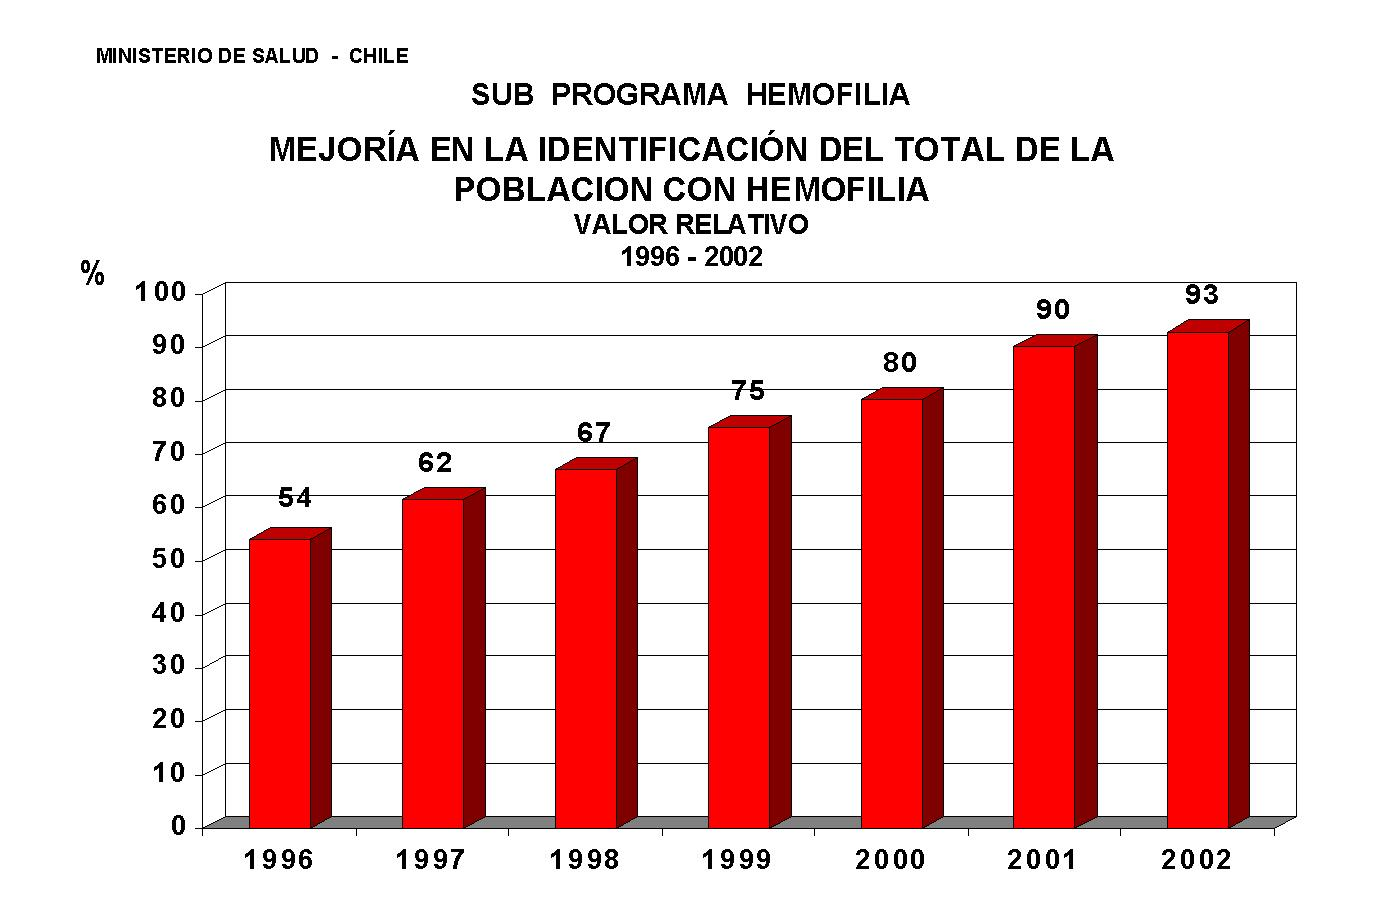 MINISTERIO DE SALUD - CHILE
SUB PROGRAMA HEMOFILIA
MEJORÍA EN LA IDENTIFICACIÓN DEL TOTAL DE LA
POBLACION CON HEMOFILIA
VALOR RELATIVO
1996 - 2002
%
100
90
80
70
60
50
40
30
20
10
0
54
62
67
75
80
90
93
1996 1997 1998 1999 2000 2001 2002